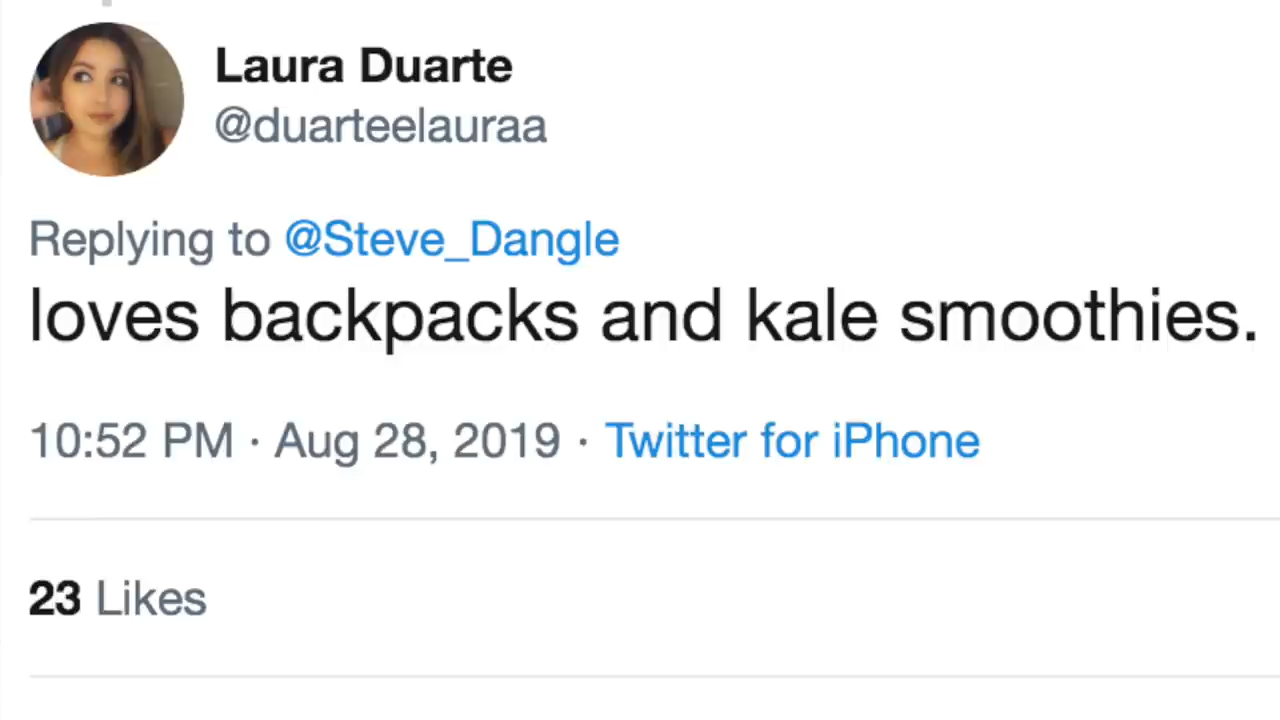 Laura Duarte
@duarteelauraa
Replying to @Steve_Dangle
loves backpacks and kale smoothies.
10:52 PM · Aug 28, 2019 · Twitter for iPhone
23 Likes